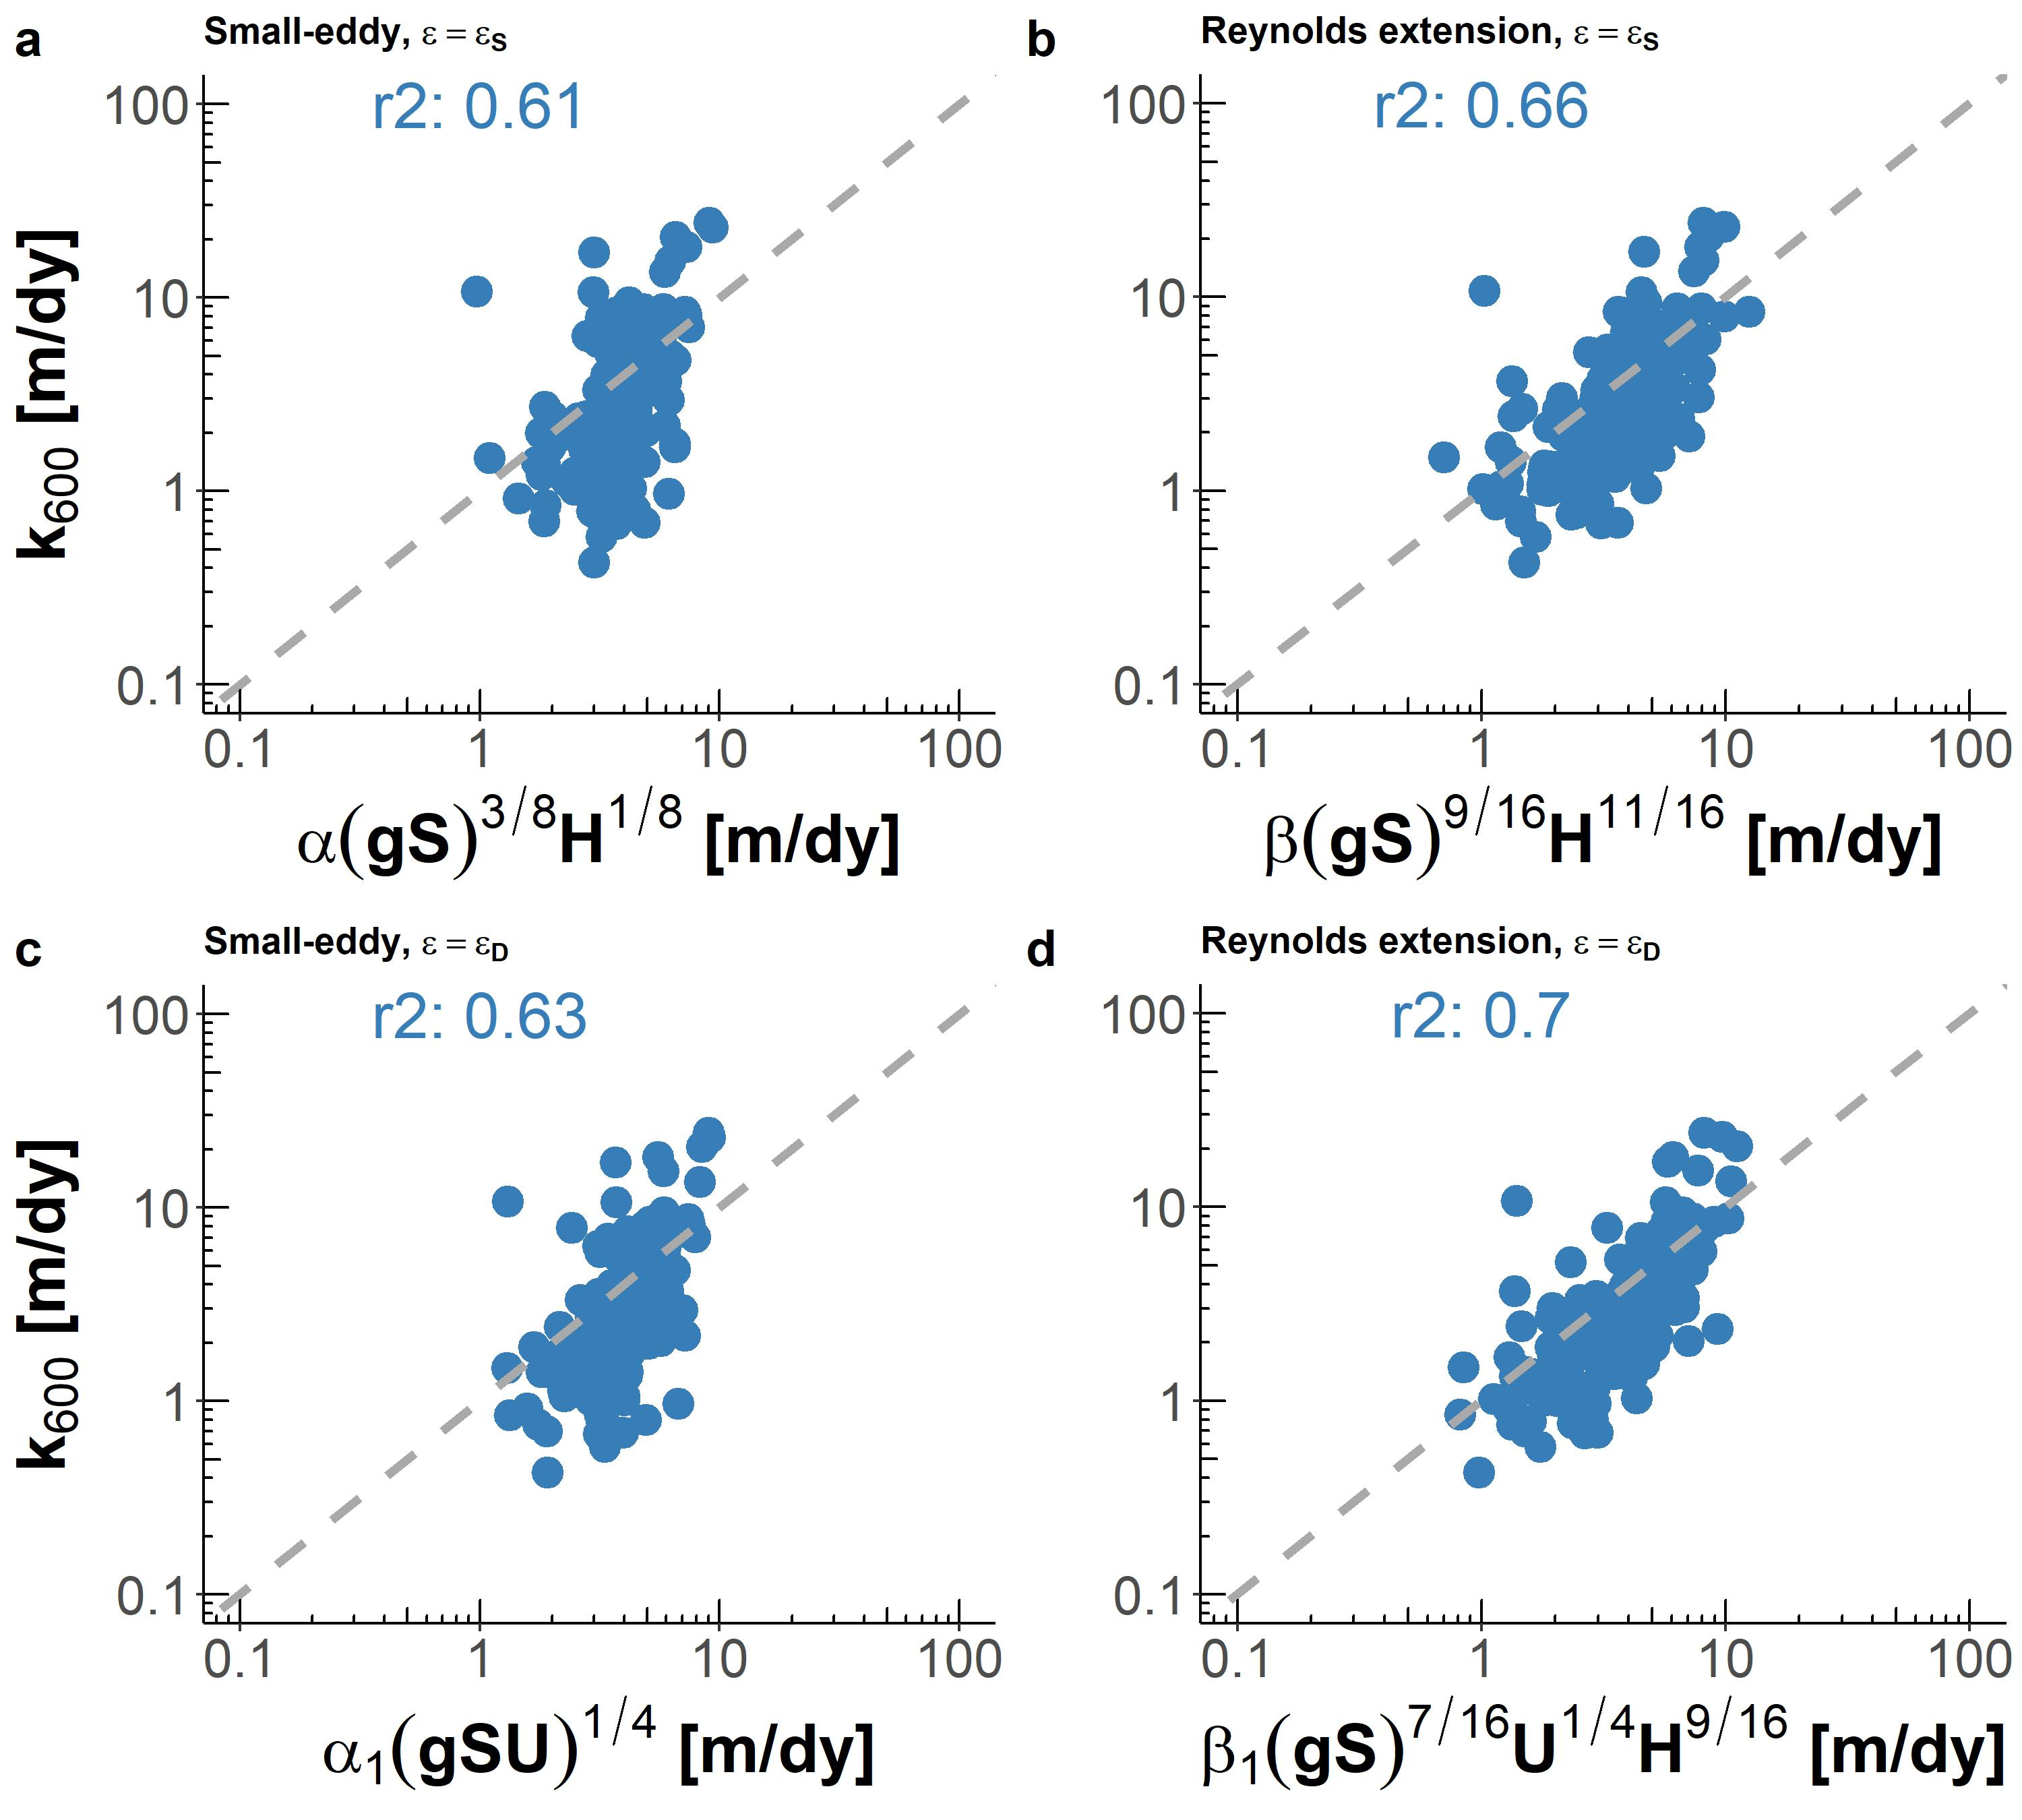 a Small-eddy, ε = εS
r2: 0.61
100
10
1
0.1
k600 [m/dy]
0.1 1 10 100
α(gS)3/8H1/8 [m/dy]
b Reynolds extension, ε = εS
r2: 0.66
100
10
1
0.1
0.1 1 10 100
β(gS)9/16H11/16 [m/dy]
c Small-eddy, ε = εD
r2: 0.63
100
10
1
0.1
k600 [m/dy]
0.1 1 10 100
α1(gSU)1/4 [m/dy]
d Reynolds extension, ε = εD
r2: 0.7
100
10
1
0.1
0.1 1 10 100
β1(gS)7/16U1/4H9/16 [m/dy]